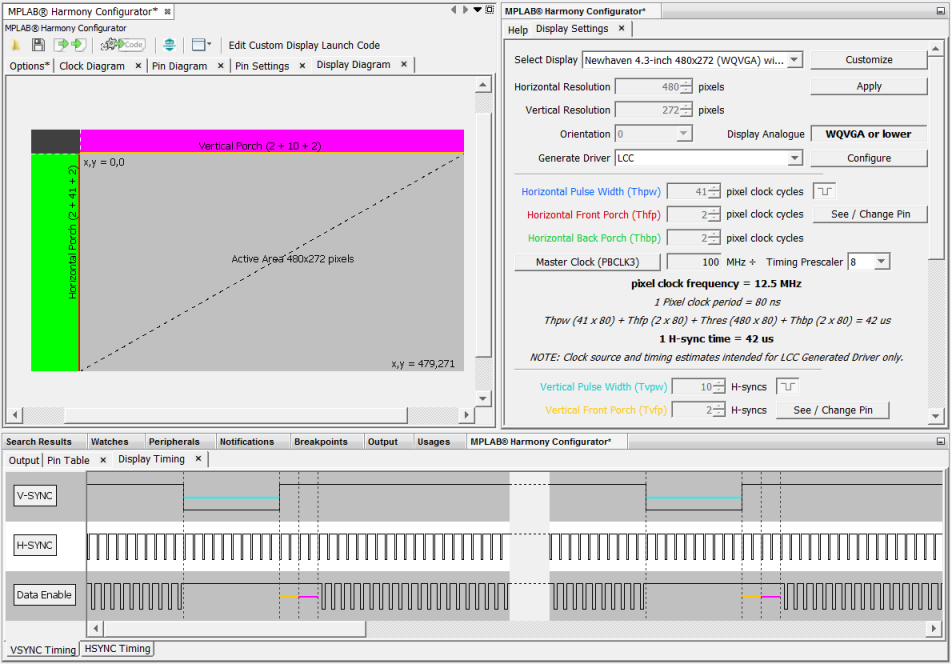 MPLAB® Harmony Configurator*
MPLAB® Harmony Configurator
Code
Edit Custom Display Launch Code
Options*
Clock Diagram
Pin Diagram
Pin Settings
Display Diagram
Vertical Porch (2 + 10 + 2)
x,y = 0,0
Horizontal Porch (2 + 41 + 2)
Active Area 480x272 pixels
x,y = 479,271
MPLAB® Harmony Configurator*
Help
Display Settings
Select Display
Newhaven 4.3-inch 480x272 (WQVGA) wi...
Customize
Horizontal Resolution
480
pixels
Apply
Vertical Resolution
272
pixels
Orientation
0
Display Analogue
WQVGA or lower
Generate Driver
LCC
Configure
Horizontal Pulse Width (Thpw)
41
pixel clock cycles
Horizontal Front Porch (Thfp)
2
pixel clock cycles
See / Change Pin
Horizontal Back Porch (Thbp)
2
pixel clock cycles
Master Clock (PBCLK3)
100
MHz ÷
Timing Prescaler
8
pixel clock frequency = 12.5 MHz
1 Pixel clock period = 80 ns
Thpw (41 x 80) + Thfp (2 x 80) + Thres (480 x 80) + Thbp (2 x 80) = 42 us
1 H-sync time = 42 us
NOTE: Clock source and timing estimates intended for LCC Generated Driver only.
Vertical Pulse Width (Tvpw)
10
H-syncs
Vertical Front Porch (Tvfp)
2
H-syncs
See / Change Pin
Search Results
Watches
Peripherals
Notifications
Breakpoints
Output
Usages
MPLAB® Harmony Configurator*
Output
Pin Table
Display Timing
V-SYNC
H-SYNC
Data Enable
VSYNC Timing
HSYNC Timing